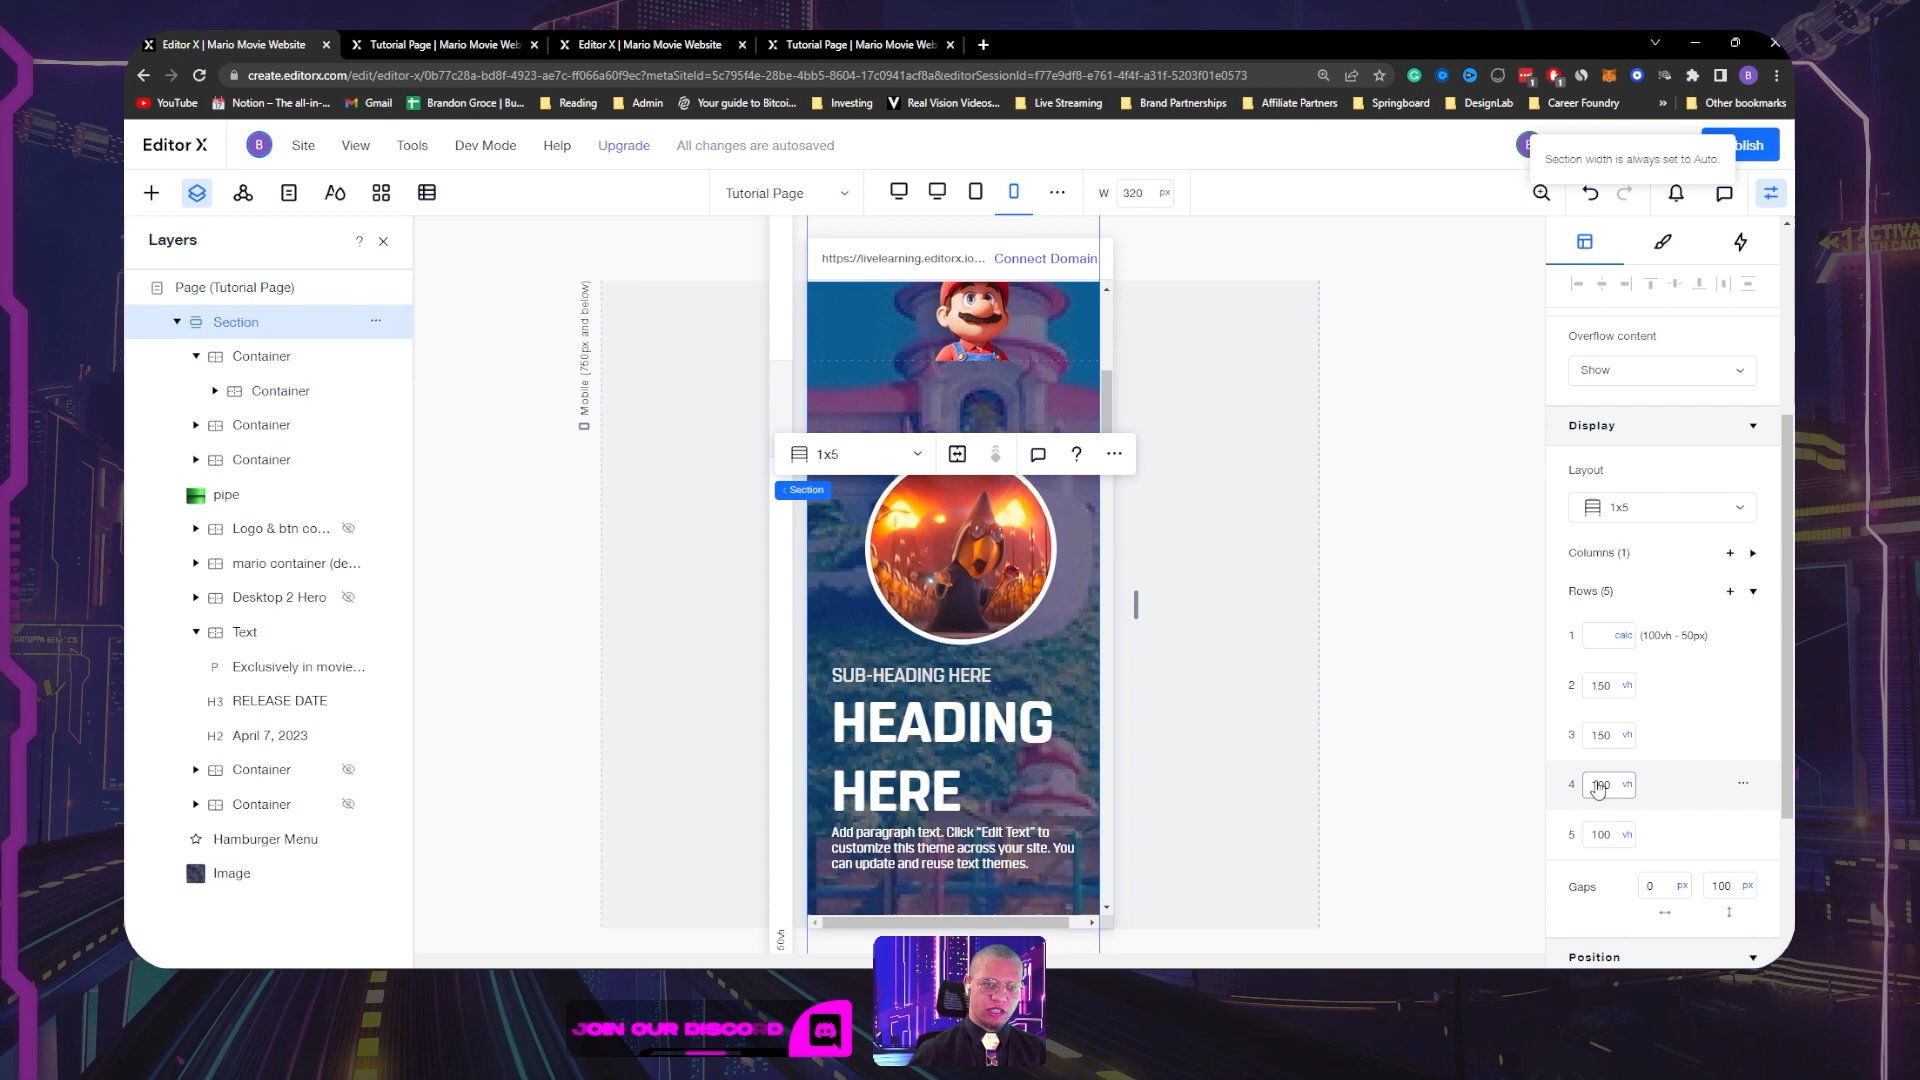 Editor X | Mario Movie Website
Tutorial Page | Mario Movie Web
Editor X | Mario Movie Website
Tutorial Page | Mario Movie Web
create.editorx.com/edit/editor-x/0b77c28a-bd8f-4923-ae7c-ff066a60f9ec?metaSiteId=5c795f4e-28be-4bb5-8604-17c0941acf8a&editorSessionId=f77e9df8-e761-4f4f-a31f-5203f01e0573
B
YouTube
Notion – The all-in-...
Gmail
Brandon Groce | Bu...
Reading
Admin
Your guide to Bitcoi...
Investing
Real Vision Videos...
Live Streaming
Brand Partnerships
Affiliate Partners
Springboard
DesignLab
Career Foundry
»
Other bookmarks
Editor X
B
Site
View
Tools
Dev Mode
Help
Upgrade
All changes are autosaved
Section width is always set to Auto.
blish
Tutorial Page
W 320 px
Layers
?
Page (Tutorial Page)
Section
Container
Container
Container
Container
pipe
Logo & btn co...
mario container (de...
Desktop 2 Hero
Text
P Exclusively in movie...
H3 RELEASE DATE
H2 April 7, 2023
Container
Container
Hamburger Menu
Image
Mobile (750px and below)
https://livelearning.editorx.io... Connect Domain
1x5
?
‹ Section
SUB-HEADING HERE
HEADING
HERE
Add paragraph text. Click "Edit Text" to
customize this theme across your site. You
can update and reuse text themes.
50vh
Overflow content
Show
Display
Layout
1x5
Columns (1)
Rows (5)
1 calc (100vh - 50px)
2 150 vh
3 150 vh
4 vh
5 100 vh
Gaps 0 px 100 px
Position
JOIN OUR DISCORD